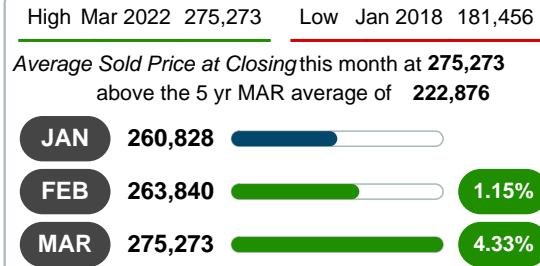 High Mar 2022 275,273 Low Jan 2018 181,456
Average Sold Price at Closing this month at 275,273
above the 5 yr MAR average of 222,876
JAN 260,828
FEB 263,840 1.15%
MAR 275,273 4.33%